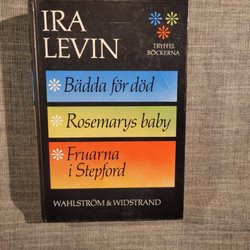 IRA
LEVIN
TRYFFEL
BÖCKERNA
Bädda för död
Rosemarys baby
Fruarna
i Stepford
WAHLSTRÖM & WIDSTRAND